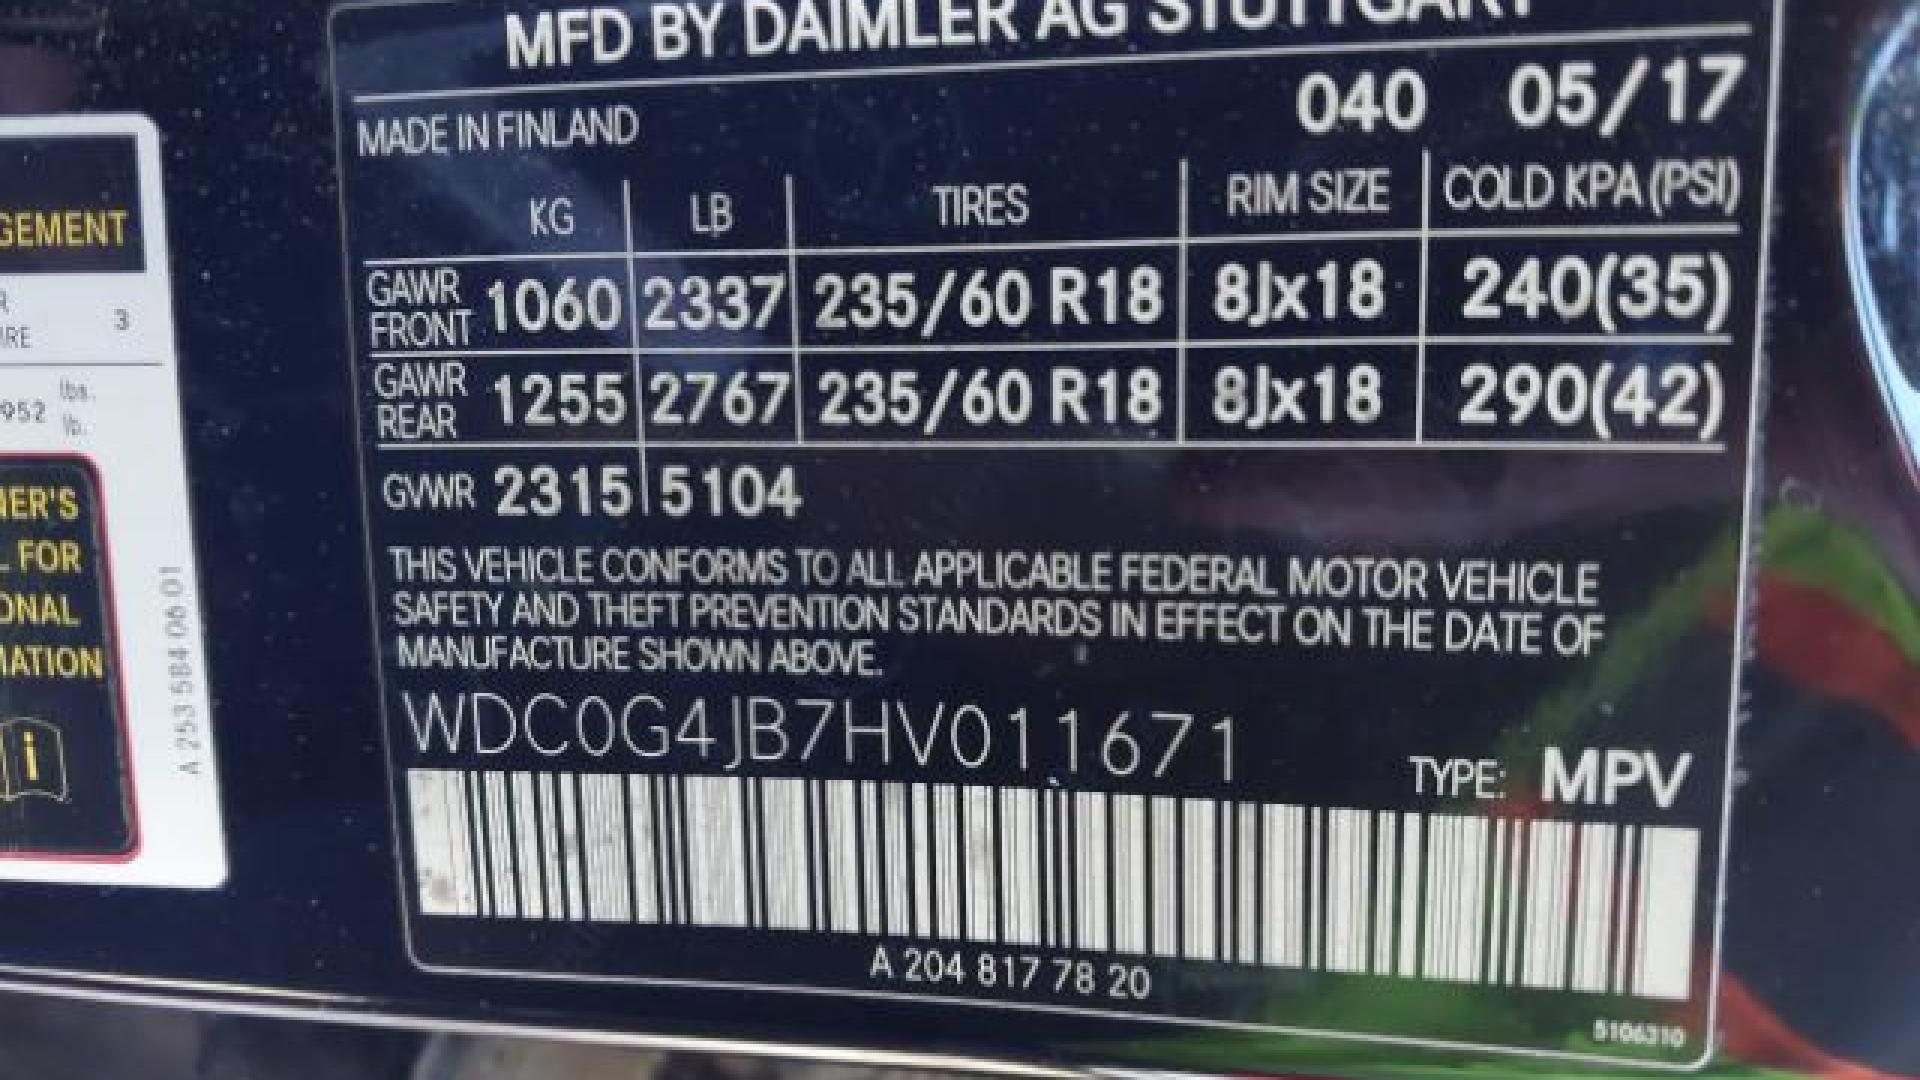 MFD BY DAIMLER AG STUTTGART
040 05/17
MADE IN FINLAND
KG LB TIRES RIM SIZE COLD KPA (PSI)
GAWR FRONT 1060 2337 235/60 R18 8Jx18 240(35)
GAWR REAR 1255 2767 235/60 R18 8Jx18 290(42)
GVWR 2315 5104
THIS VEHICLE CONFORMS TO ALL APPLICABLE FEDERAL MOTOR VEHICLE
SAFETY AND THEFT PREVENTION STANDARDS IN EFFECT ON THE DATE OF
MANUFACTURE SHOWN ABOVE.
WDC0G4JB7HV011671
TYPE: MPV
A 204 817 78 20
5106310
GEMENT
3
952 lbs.
lb.
NER'S
L FOR
ONAL
MATION
i
A 253 584 06 01